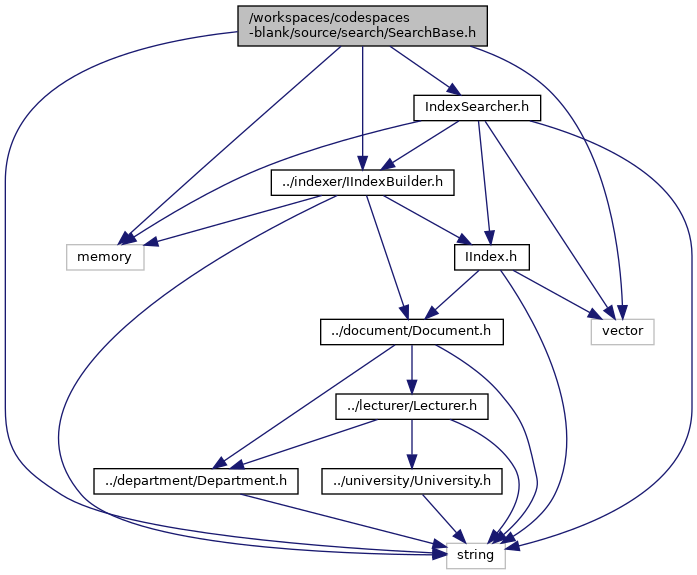 /workspaces/codespaces
-blank/source/search/SearchBase.h
IndexSearcher.h
../indexer/IIndexBuilder.h
memory
IIndex.h
../document/Document.h
vector
../lecturer/Lecturer.h
../department/Department.h
../university/University.h
string